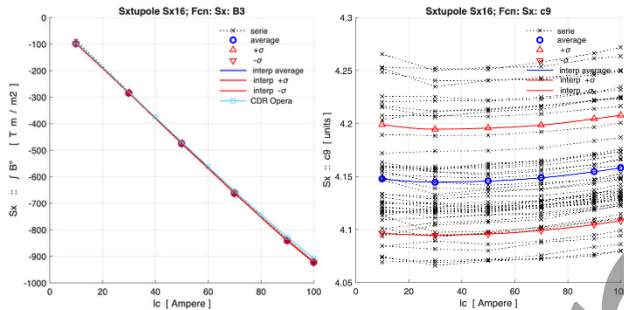 Sxtupole Sx16; Fcn: Sx: B3
Sx :: ∫ B" [ T m / m2 ]
0
-100
-200
-300
-400
-500
-600
-700
-800
-900
-1000
0
20
40
60
80
100
Ic [ Ampere ]
serie
average
+σ
-σ
interp average
interp +σ
interp -σ
CDR Opera
Sxtupole Sx16; Fcn: Sx: c9
Sx :: c9 [ units ]
4.3
4.25
4.2
4.15
4.1
4.05
0
20
40
60
80
100
Ic [ Ampere ]
serie
average
+σ
-σ
interp average
interp +σ
interp -σ